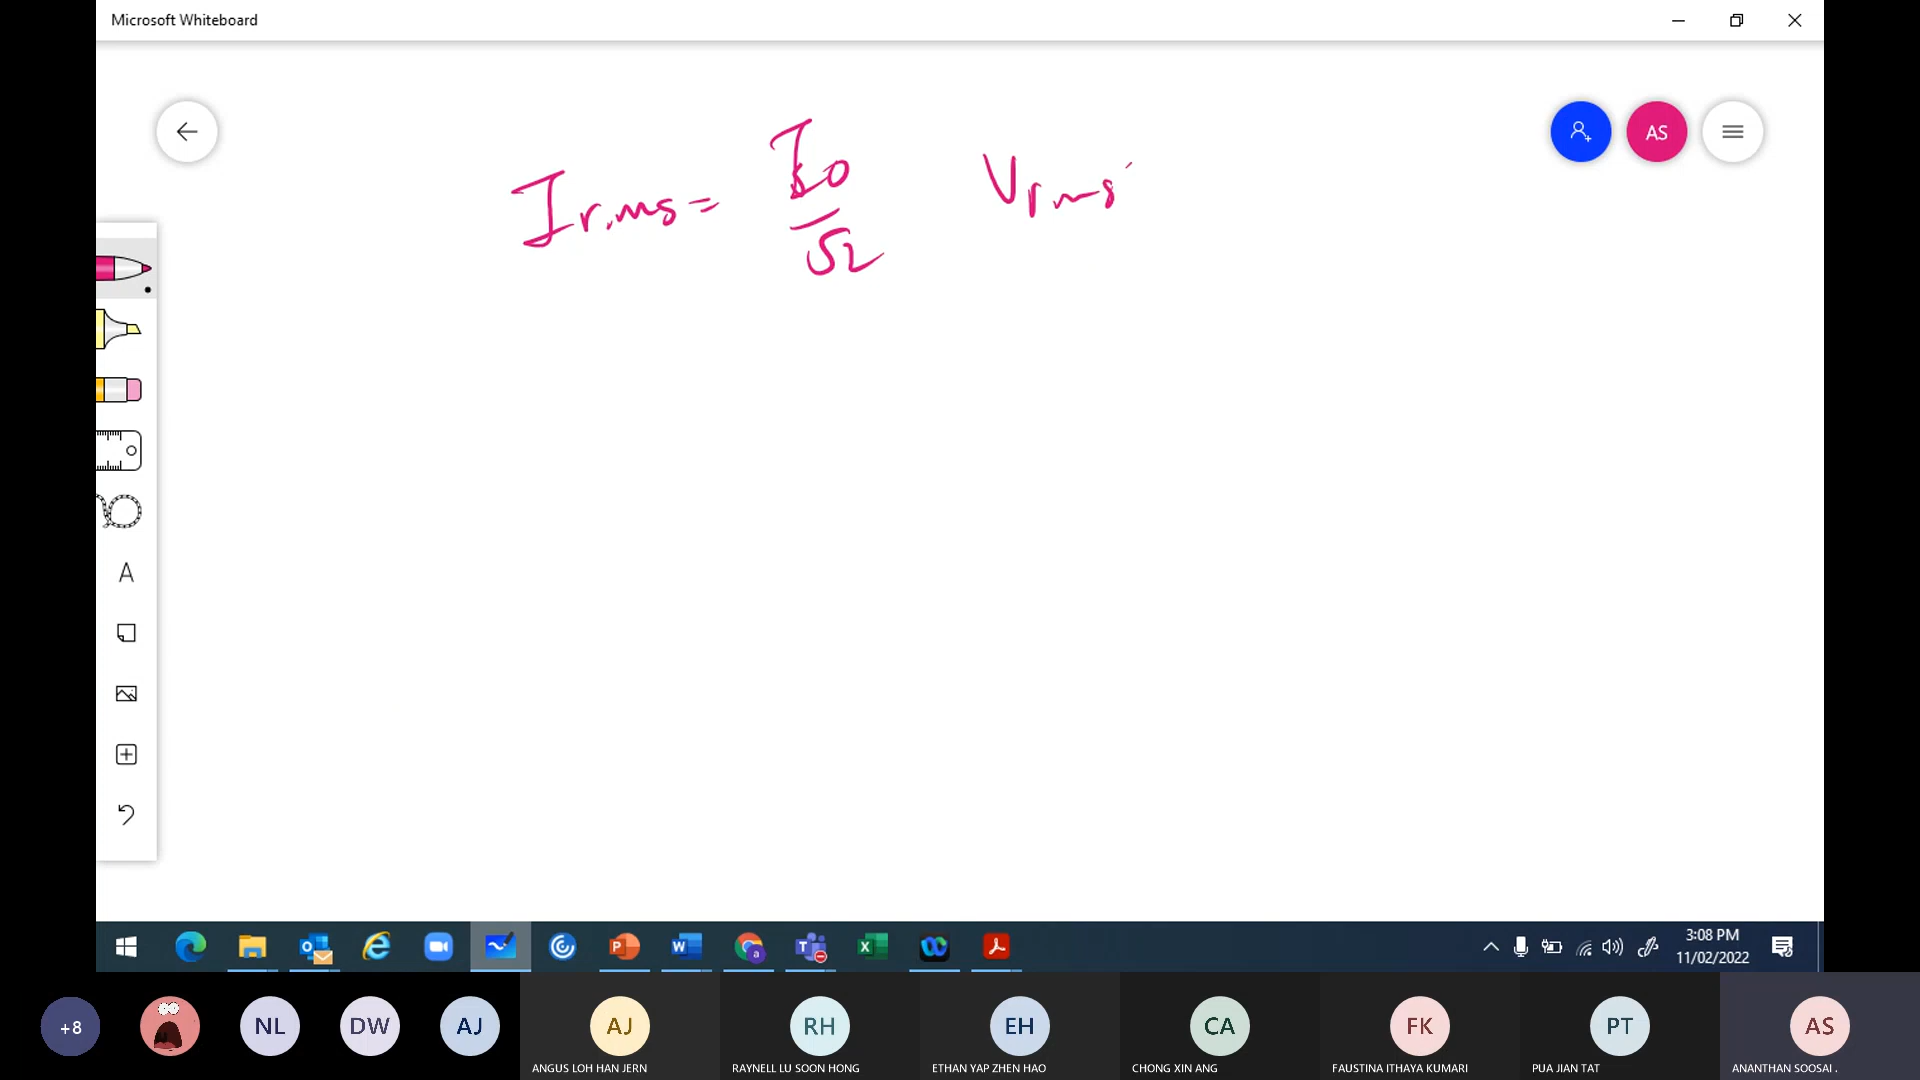 Microsoft Whiteboard
AS
I r.ms = I0/√2 Vrms
A
3:08 PM
11/02/2022
+8
NL
DW
AJ
AJ
RH
EH
CA
FK
PT
AS
ANGUS LOH HAN JERN
RAYNELL LU SOON HONG
ETHAN YAP ZHEN HAO
CHONG XIN ANG
FAUSTINA ITHAYA KUMARI
PUA JIAN TAT
ANANTHAN SOOSAI .